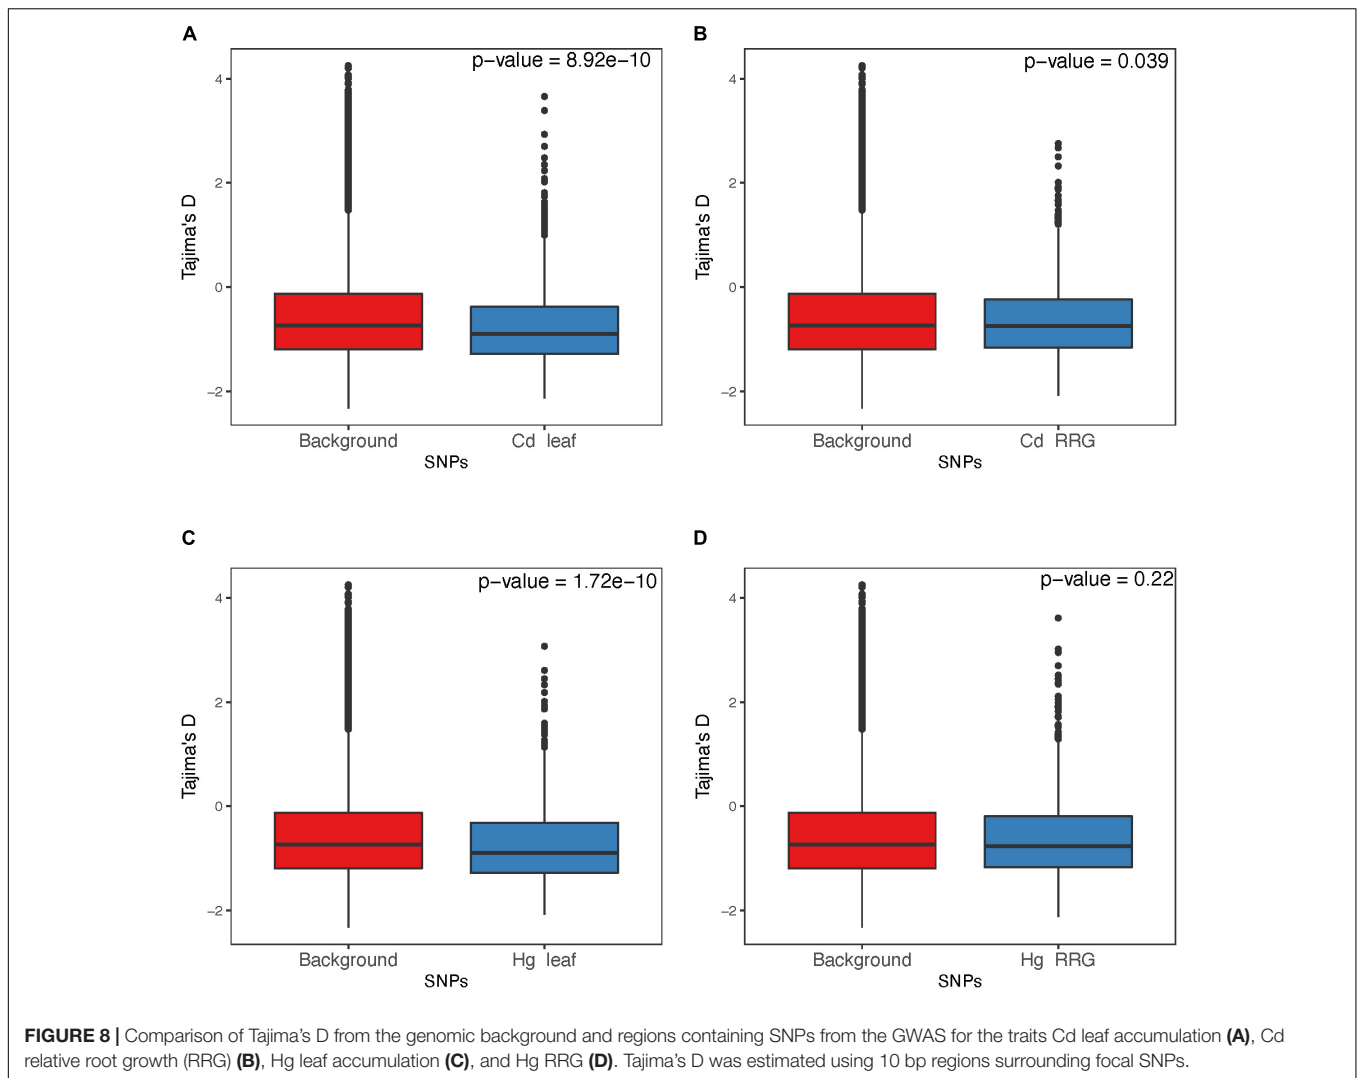 A
p-value = 8.92e-10
4
2
0
-2
Tajima's D
Background
Cd leaf
SNPs
B
p-value = 0.039
4
2
0
-2
Tajima's D
Background
Cd RRG
SNPs
C
p-value = 1.72e-10
4
2
0
-2
Tajima's D
Background
Hg leaf
SNPs
D
p-value = 0.22
4
2
0
-2
Tajima's D
Background
Hg RRG
SNPs
FIGURE 8 | Comparison of Tajima's D from the genomic background and regions containing SNPs from the GWAS for the traits Cd leaf accumulation (A), Cd
relative root growth (RRG) (B), Hg leaf accumulation (C), and Hg RRG (D). Tajima's D was estimated using 10 bp regions surrounding focal SNPs.